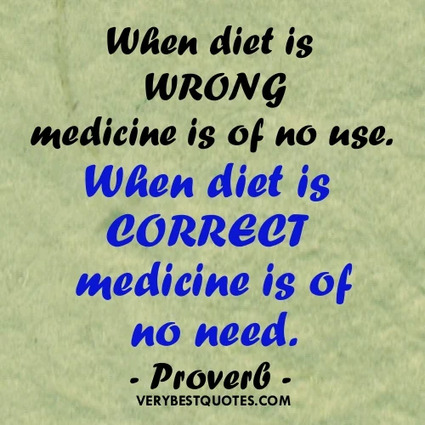 When diet is
WRONG
medicine is of no use.
When diet is
CORRECT
medicine is of
no need.
- Proverb -
VERYBESTQUOTES.COM